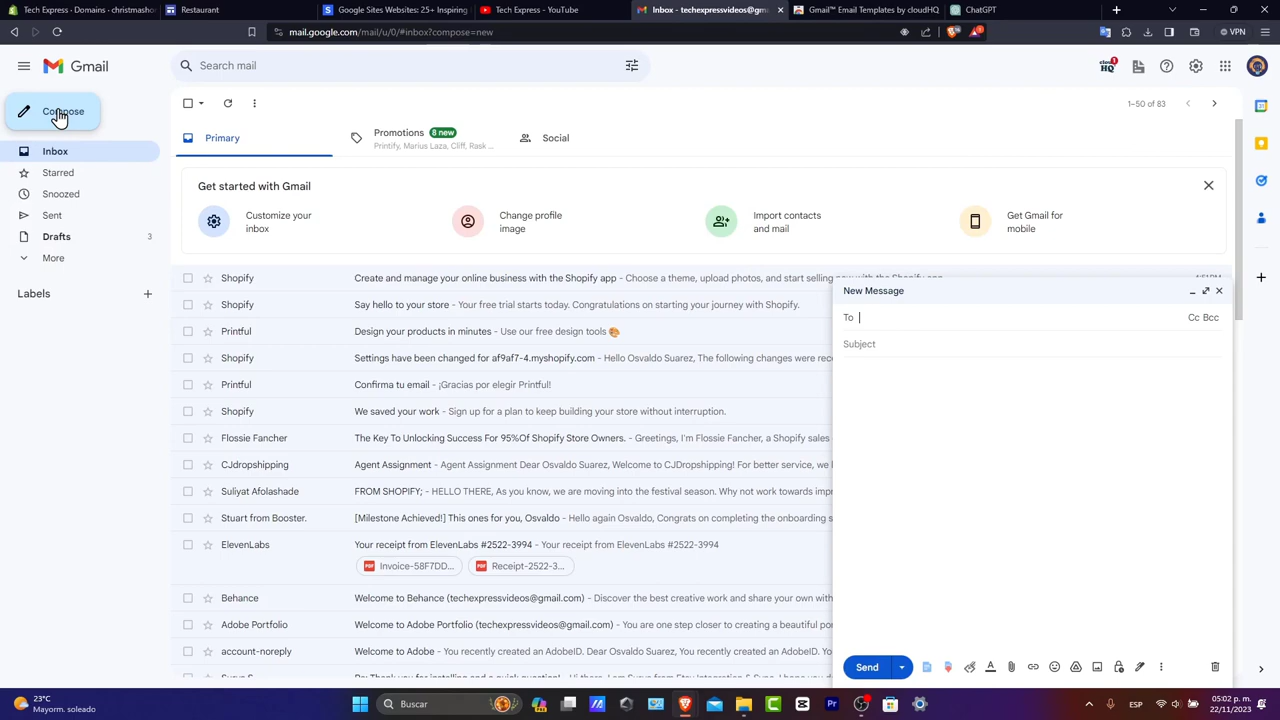 Tech Express - Domains : christmashor
Restaurant
Google Sites Websites: 25+ Inspiring
Tech Express - YouTube
Inbox - techexpressvideos@gma
Gmail™ Email Templates by cloudHQ
ChatGPT
mail.google.com/mail/u/0/#inbox?compose=new
VPN
Gmail
Search mail
HQ
Compose
1–50 of 83
Primary
Promotions 8 new
Printify, Marius Laza, Cliff, Rask ...
Social
Inbox
Starred
Snoozed
Sent
Drafts 3
More
Labels
Get started with Gmail
Customize your
inbox
Change profile
image
Import contacts
and mail
Get Gmail for
mobile
Shopify Create and manage your online business with the Shopify app - Choose a theme, upload photos, and start selling now with the Shopify app
Shopify Say hello to your store - Your free trial starts today. Congratulations on starting your journey with Shopify.
Printful Design your products in minutes - Use our free design tools 🎨
Shopify Settings have been changed for af9af7-4.myshopify.com - Hello Osvaldo Suarez, The following changes were rec
Printful Confirma tu email - ¡Gracias por elegir Printful!
Shopify We saved your work - Sign up for a plan to keep building your store without interruption.
Flossie Fancher The Key To Unlocking Success For 95%Of Shopify Store Owners. - Greetings, I'm Flossie Fancher, a Shopify sales
CJdropshipping Agent Assignment - Agent Assignment Dear Osvaldo Suarez, Welcome to CJDropshipping! For better service, we
Suliyat Afolashade FROM SHOPIFY; - HELLO THERE, As you know, we are moving into the festival season. Why not work towards impr
Stuart from Booster. [Milestone Achieved!] This ones for you, Osvaldo - Hello again Osvaldo, Congrats on completing the onboarding s
ElevenLabs Your receipt from ElevenLabs #2522-3994 - Your receipt from ElevenLabs #2522-3994
PDF Invoice-58F7DD... PDF Receipt-2522-3...
Behance Welcome to Behance (techexpressvideos@gmail.com) - Discover the best creative work and share your own with
Adobe Portfolio Welcome to Adobe Portfolio (techexpressvideos@gmail.com) - You are one step closer to creating a beautiful por
account-noreply Welcome to Adobe - You recently created an AdobeID. Dear Osvaldo Suarez, You recently created an AdobeID.
New Message
To
Cc Bcc
Subject
Send
23°C
Mayorm. soleado
Buscar
ESP
05:02 p. m.
22/11/2023